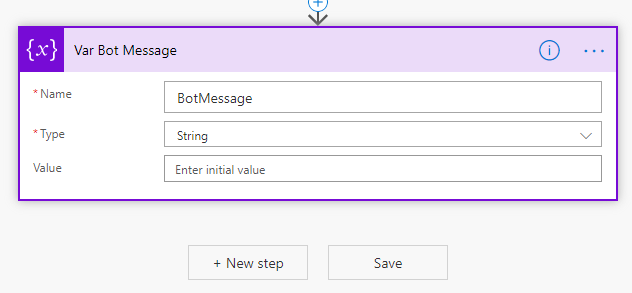 {x} Var Bot Message
* Name BotMessage
* Type String
Value Enter initial value
+ New step Save